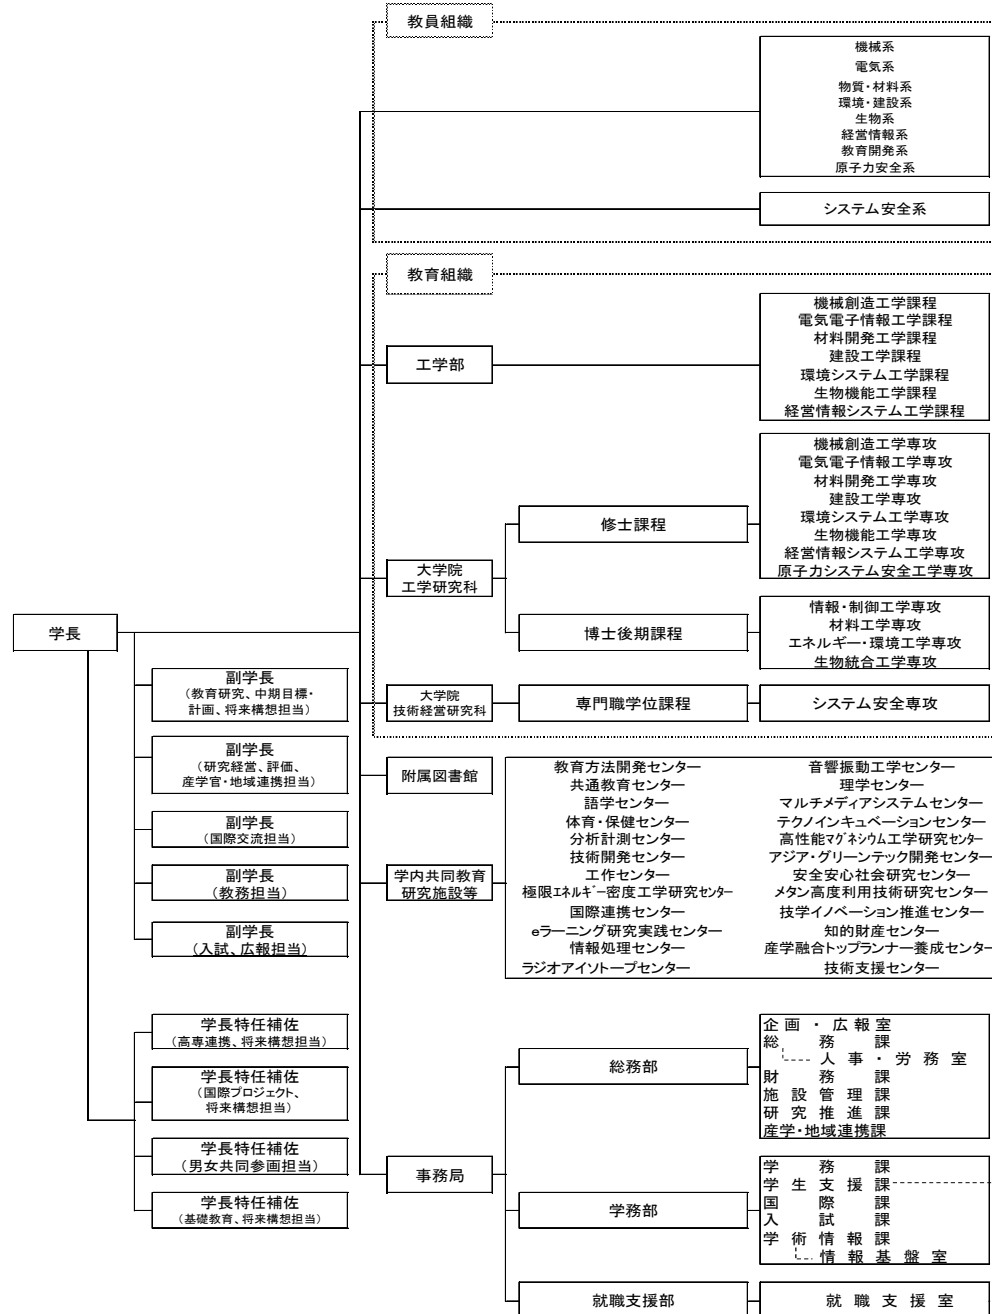 教員組織
機械系
電気系
物質・材料系
環境・建設系
生物系
経営情報系
教育開発系
原子力安全系
システム安全系
教育組織
工学部
機械創造工学課程
電気電子情報工学課程
材料開発工学課程
建設工学課程
環境システム工学課程
生物機能工学課程
経営情報システム工学課程
大学院
工学研究科
修士課程
機械創造工学専攻
電気電子情報工学専攻
材料開発工学専攻
建設工学専攻
環境システム工学専攻
生物機能工学専攻
経営情報システム工学専攻
原子力システム安全工学専攻
博士後期課程
情報・制御工学専攻
材料工学専攻
エネルギー・環境工学専攻
生物統合工学専攻
大学院
技術経営研究科
専門職学位課程
システム安全専攻
学長
副学長
(教育研究、中期目標・
計画、将来構想担当)
副学長
(研究経営、評価、
産学官・地域連携担当)
副学長
(国際交流担当)
副学長
(教務担当)
副学長
(入試、広報担当)
学長特任補佐
(高専連携、将来構想担当)
学長特任補佐
(国際プロジェクト、
将来構想担当)
学長特任補佐
(男女共同参画担当)
学長特任補佐
(基礎教育、将来構想担当)
附属図書館
学内共同教育
研究施設等
教育方法開発センター
共通教育センター
語学センター
体育・保健センター
分析計測センター
技術開発センター
工作センター
極限エネルギー密度工学研究センター
国際連携センター
eラーニング研究実践センター
情報処理センター
ラジオアイソトープセンター
音響振動工学センター
理学センター
マルチメディアシステムセンター
テクノインキュベーションセンター
高性能マグネシウム工学研究センター
アジア・グリーンテック開発センター
安全安心社会研究センター
メタン高度利用技術研究センター
技学イノベーション推進センター
知的財産センター
産学融合トップランナー養成センター
技術支援センター
事務局
総務部
企画・広報室
総務課
人事・労務室
財務課
施設管理課
研究推進課
産学・地域連携課
学務部
学務課
学生支援課
国際課
入試課
学術情報課
情報基盤室
就職支援部
就職支援室